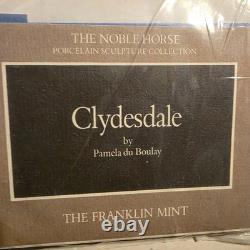 THE NOBLE HORSE
PORCELAIN SCULPTURE COLLECTION
Clydesdale
by
Pamela du Boulay
THE FRANKLIN MINT